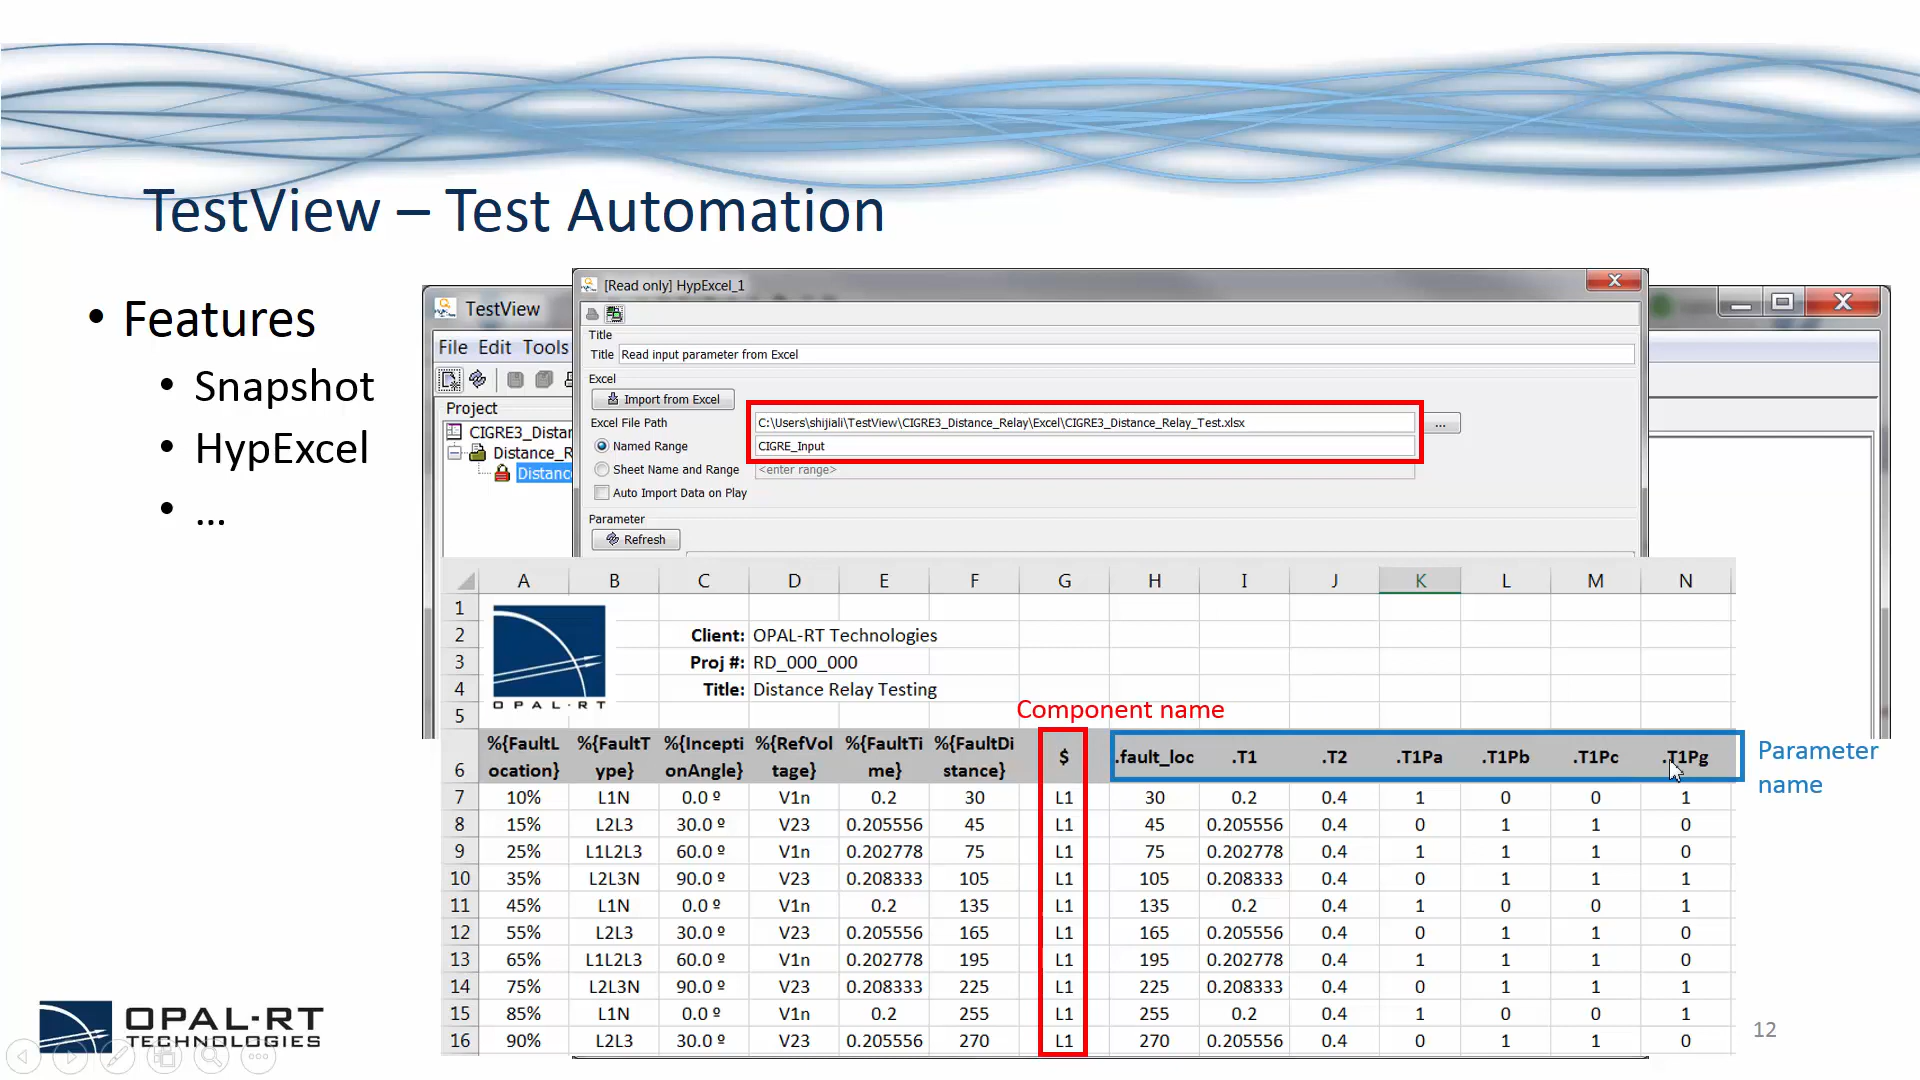 TestView – Test Automation
• Features
• Snapshot
• HypExcel
• ...
TestView
File Edit Tools
Project
CIGRE3_Distar
Distance_R
Distance
[Read only] HypExcel_1
Title
Title Read input parameter from Excel
Excel
Import from Excel
Excel File Path C:\Users\shijiali\TestView\CIGRE3_Distance_Relay\Excel\CIGRE3_Distance_Relay_Test.xlsx ...
Named Range CIGRE_Input
Sheet Name and Range <enter range>
Auto Import Data on Play
Parameter
Refresh
A B C D E F G H I J K L M N
1
2 Client: OPAL-RT Technologies
3 Proj #: RD_000_000
4 Title: Distance Relay Testing
OPAL-RT
5
Component name
6 %{FaultLocation} %{FaultType} %{InceptionAngle} %{RefVoltage} %{FaultTime} %{FaultDistance} $ .fault_loc .T1 .T2 .T1Pa .T1Pb .T1Pc .T1Pg
Parameter
name
7 10% L1N 0.0 º V1n 0.2 30 L1 30 0.2 0.4 1 0 0 1
8 15% L2L3 30.0 º V23 0.205556 45 L1 45 0.205556 0.4 0 1 1 0
9 25% L1L2L3 60.0 º V1n 0.202778 75 L1 75 0.202778 0.4 1 1 1 0
10 35% L2L3N 90.0 º V23 0.208333 105 L1 105 0.208333 0.4 0 1 1 1
11 45% L1N 0.0 º V1n 0.2 135 L1 135 0.2 0.4 1 0 0 1
12 55% L2L3 30.0 º V23 0.205556 165 L1 165 0.205556 0.4 0 1 1 0
13 65% L1L2L3 60.0 º V1n 0.202778 195 L1 195 0.202778 0.4 1 1 1 0
14 75% L2L3N 90.0 º V23 0.208333 225 L1 225 0.208333 0.4 0 1 1 1
15 85% L1N 0.0 º V1n 0.2 255 L1 255 0.2 0.4 1 0 0 1
16 90% L2L3 30.0 º V23 0.205556 270 L1 270 0.205556 0.4 0 1 1 0
OPAL-RT
TECHNOLOGIES
12